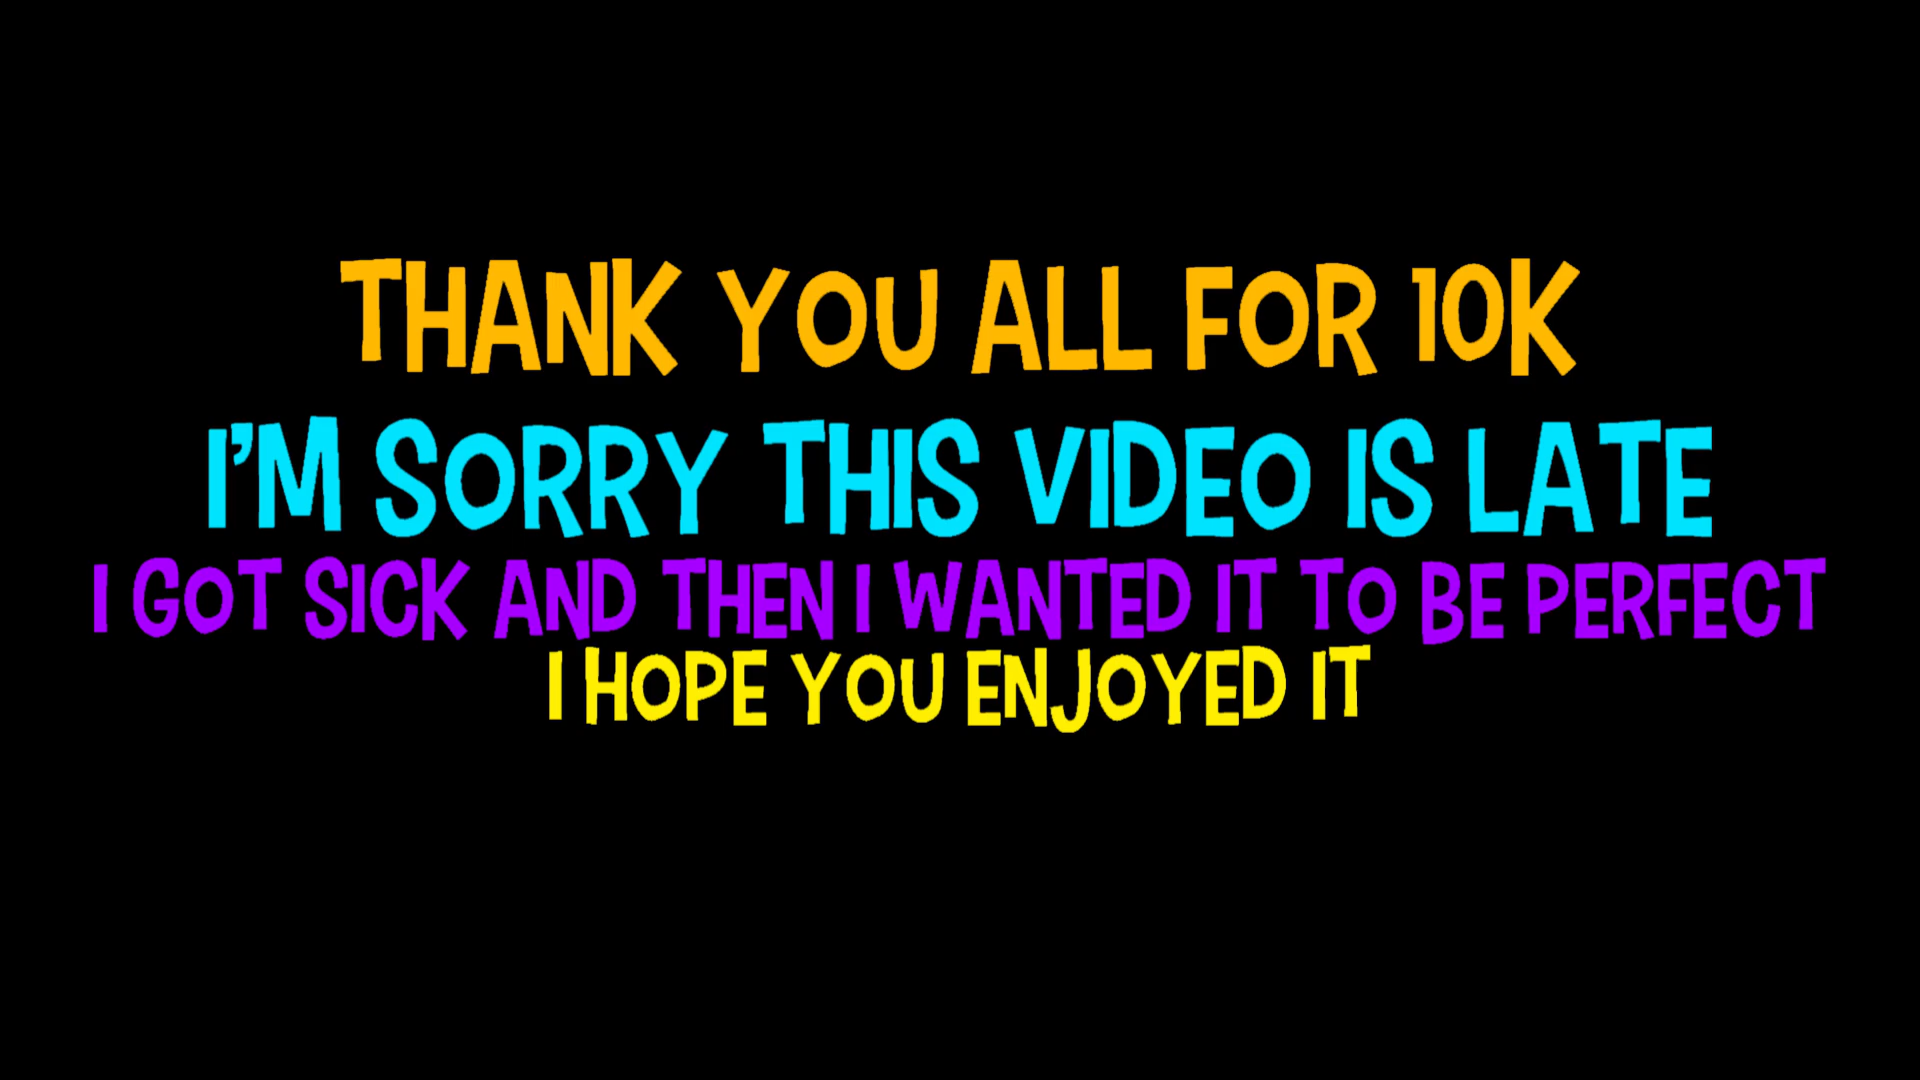 THANK YOU ALL FOR 10K
I'M SORRY THIS VIDEO IS LATE
I GOT SICK AND THEN I WANTED IT TO BE PERFECT
I HOPE YOU ENJOYED IT